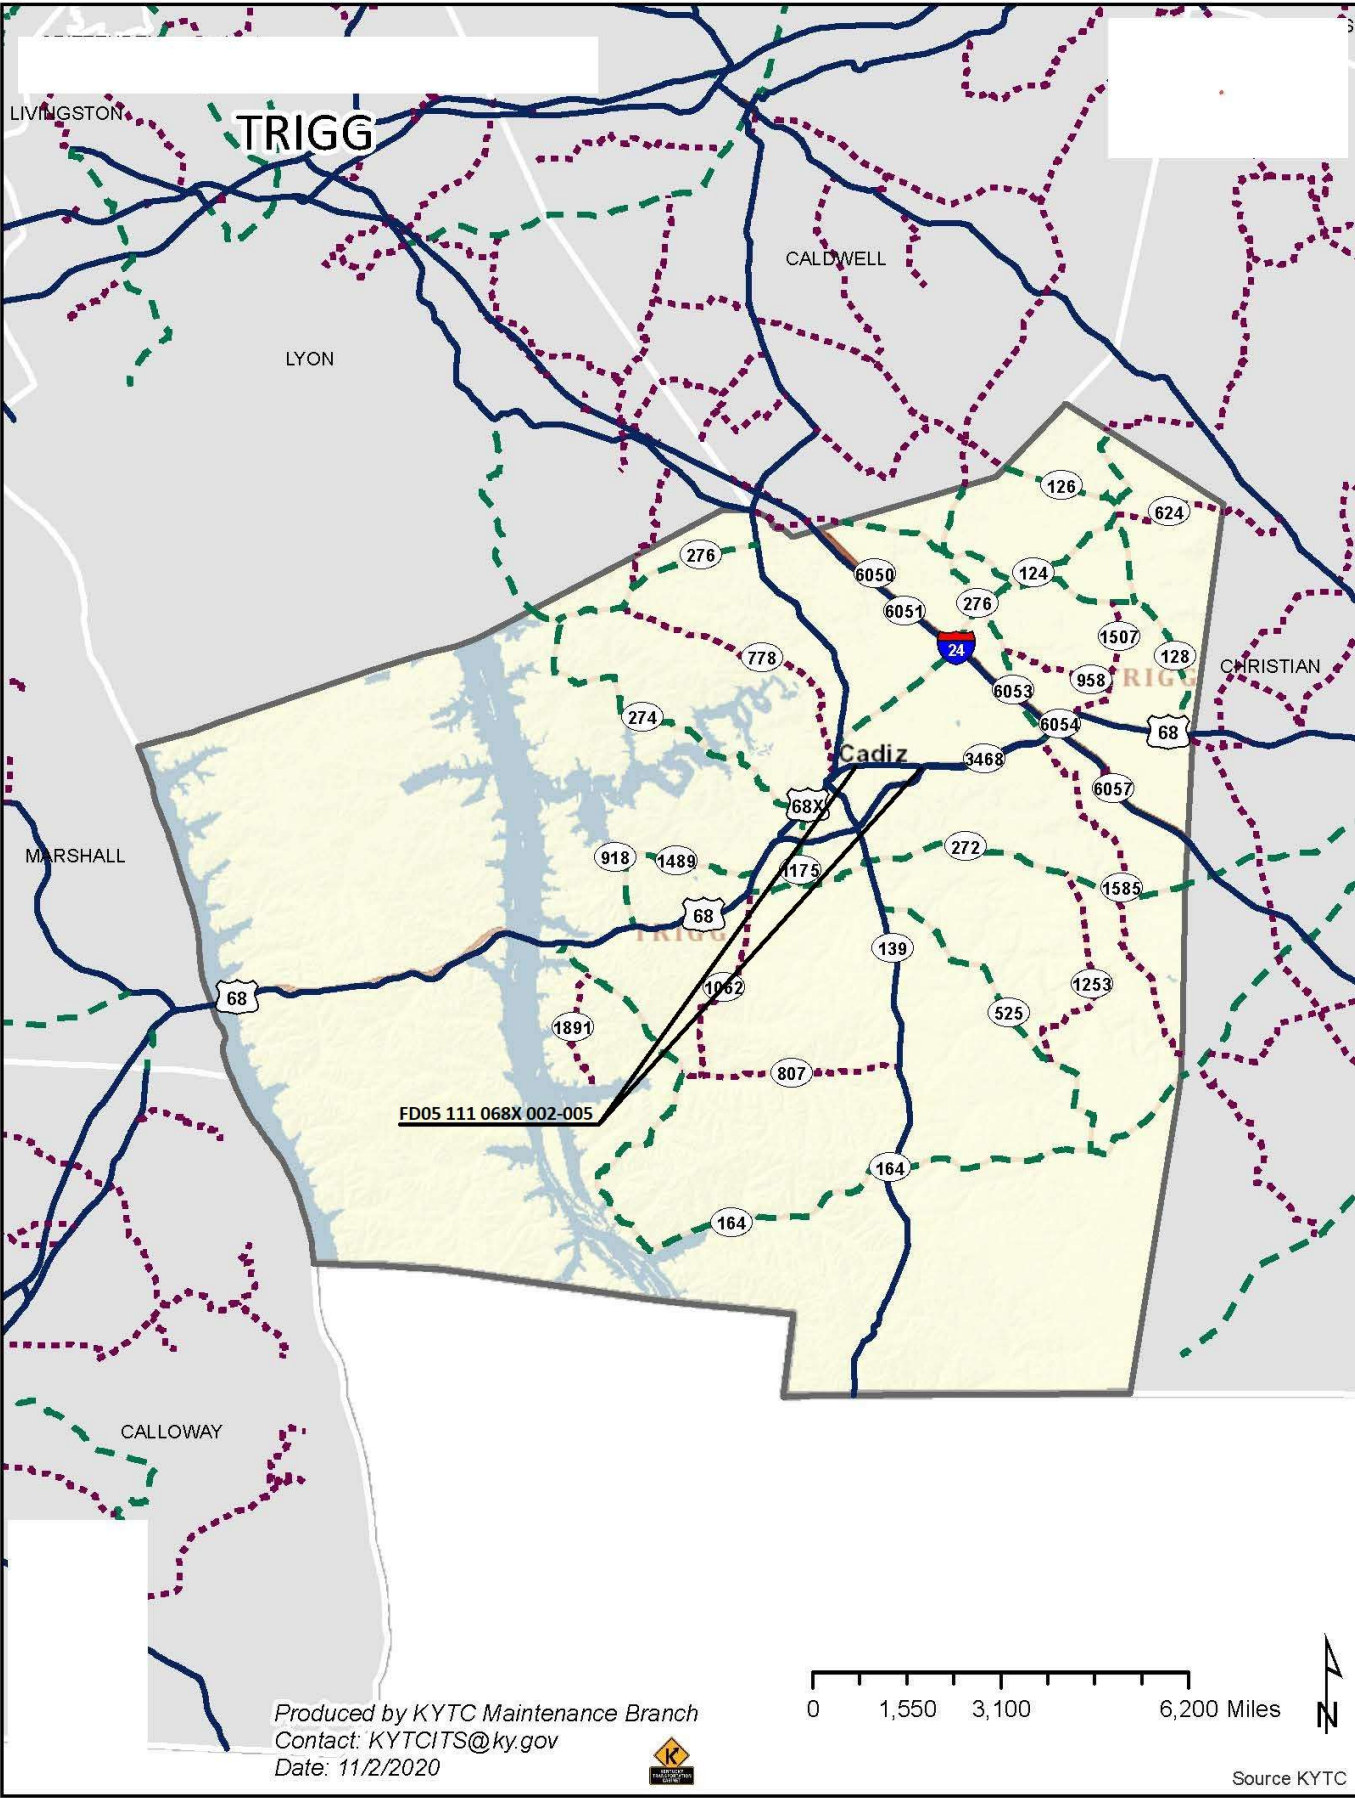 LIVINGSTON
TRIGG
CALDWELL
LYON
126
624
276
6050
124
6051
276
1507
24
778
128
CHRISTIAN
958
TRIGG
6053
274
6054
68
Cadiz
3468
6057
68X
MARSHALL
918
1489
272
1175
1585
68
TRIGG
139
1253
1062
68
525
1891
807
FD05 111 068X 002-005
164
164
CALLOWAY
Produced by KYTC Maintenance Branch
Contact: KYTCITS@ky.gov
Date: 11/2/2020
0 1,550 3,100 6,200 Miles
N
Source KYTC